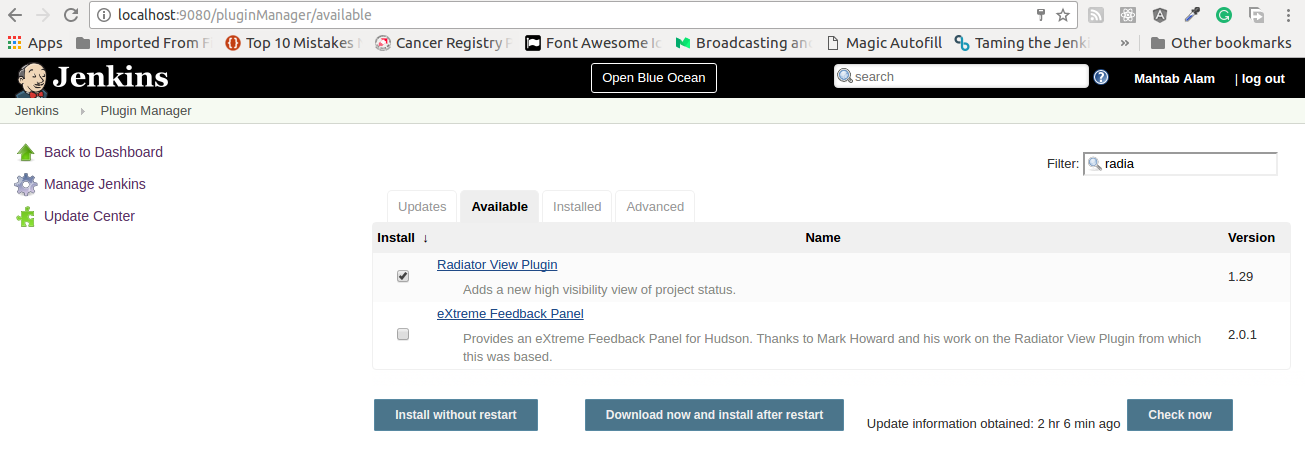 localhost:9080/pluginManager/available
Apps Imported From F Top 10 Mistakes Cancer Registry Font Awesome Ic Broadcasting an Magic Autofill Taming the Jenk » Other bookmarks
Jenkins Open Blue Ocean search Mahtab Alam | log out
Jenkins Plugin Manager
Back to Dashboard
Filter: radia
Manage Jenkins
Update Center
Updates Available Installed Advanced
Install ↓ Name Version
Radiator View Plugin
Adds a new high visibility view of project status.
1.29
eXtreme Feedback Panel
Provides an eXtreme Feedback Panel for Hudson. Thanks to Mark Howard and his work on the Radiator View Plugin from which
this was based.
2.0.1
Install without restart Download now and install after restart Update information obtained: 2 hr 6 min ago Check now